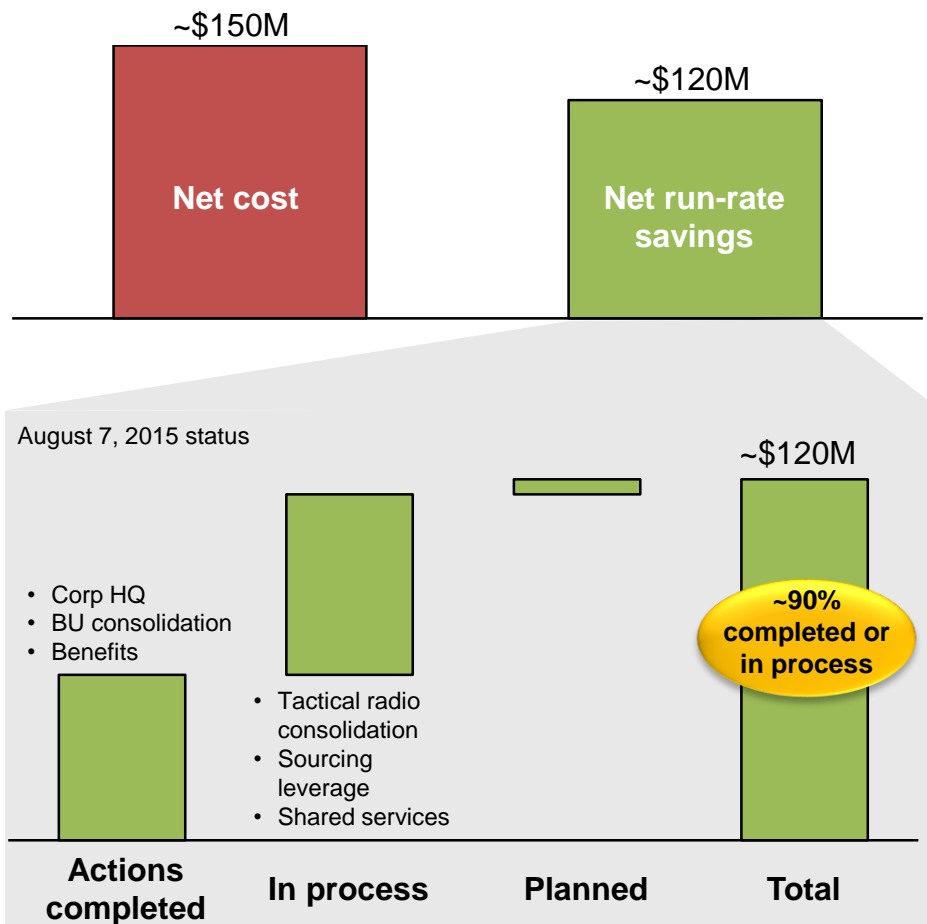 ~$150M
~$120M
Net cost
Net run-rate
savings
August 7, 2015 status
~$120M
• Corp HQ
• BU consolidation
• Benefits
~90%
completed or
in process
• Tactical radio
consolidation
• Sourcing
leverage
• Shared services
Actions
completed
In process
Planned
Total